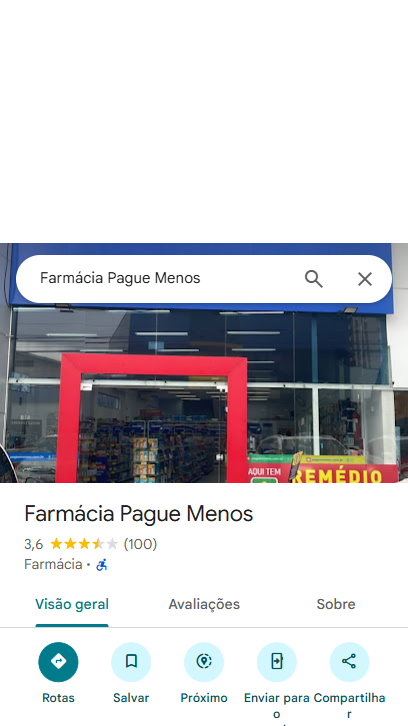 Farmácia Pague Menos
AQUI TEM
REMÉDIO
Farmácia Pague Menos
3,6 (100)
Farmácia ·
Visão geral
Avaliações
Sobre
Rotas
Salvar
Próximo
Enviar para
o
Compartilha
r